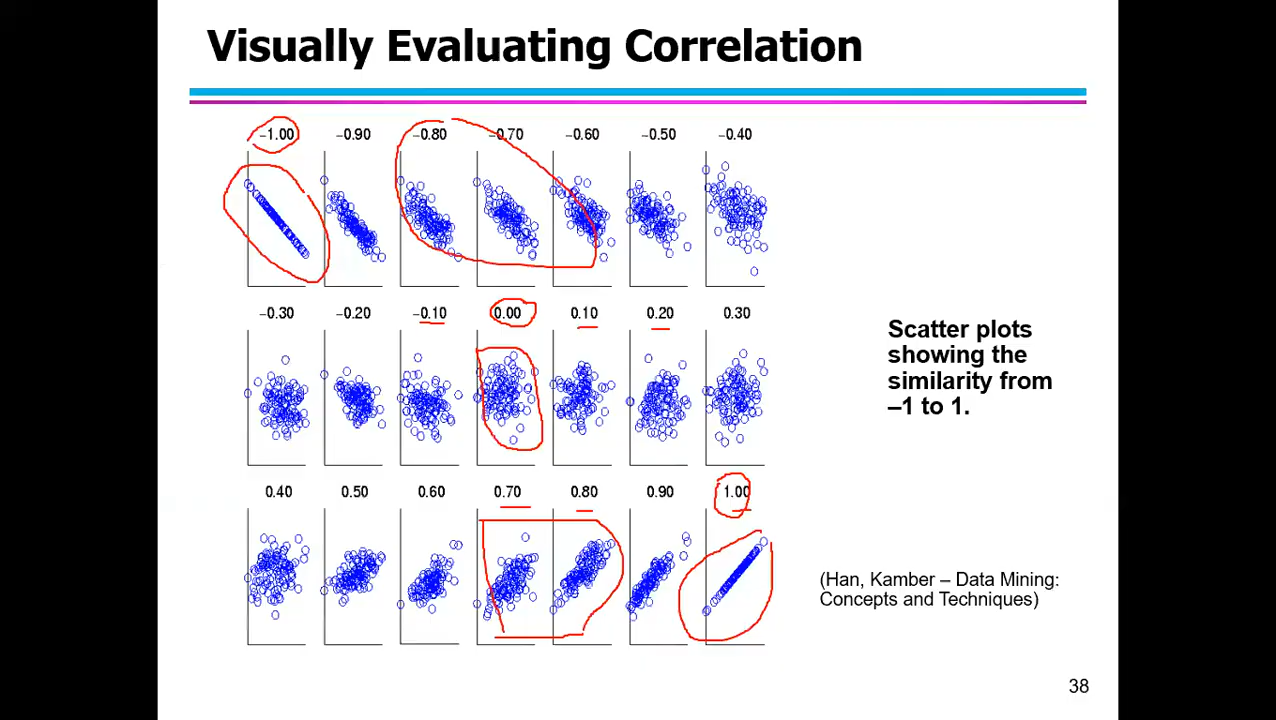 Visually Evaluating Correlation
−1.00 −0.90 −0.80 −0.70 −0.60 −0.50 −0.40
−0.30 −0.20 −0.10 0.00 0.10 0.20 0.30
Scatter plots
showing the
similarity from
–1 to 1.
0.40 0.50 0.60 0.70 0.80 0.90 1.00
(Han, Kamber – Data Mining:
Concepts and Techniques)
38